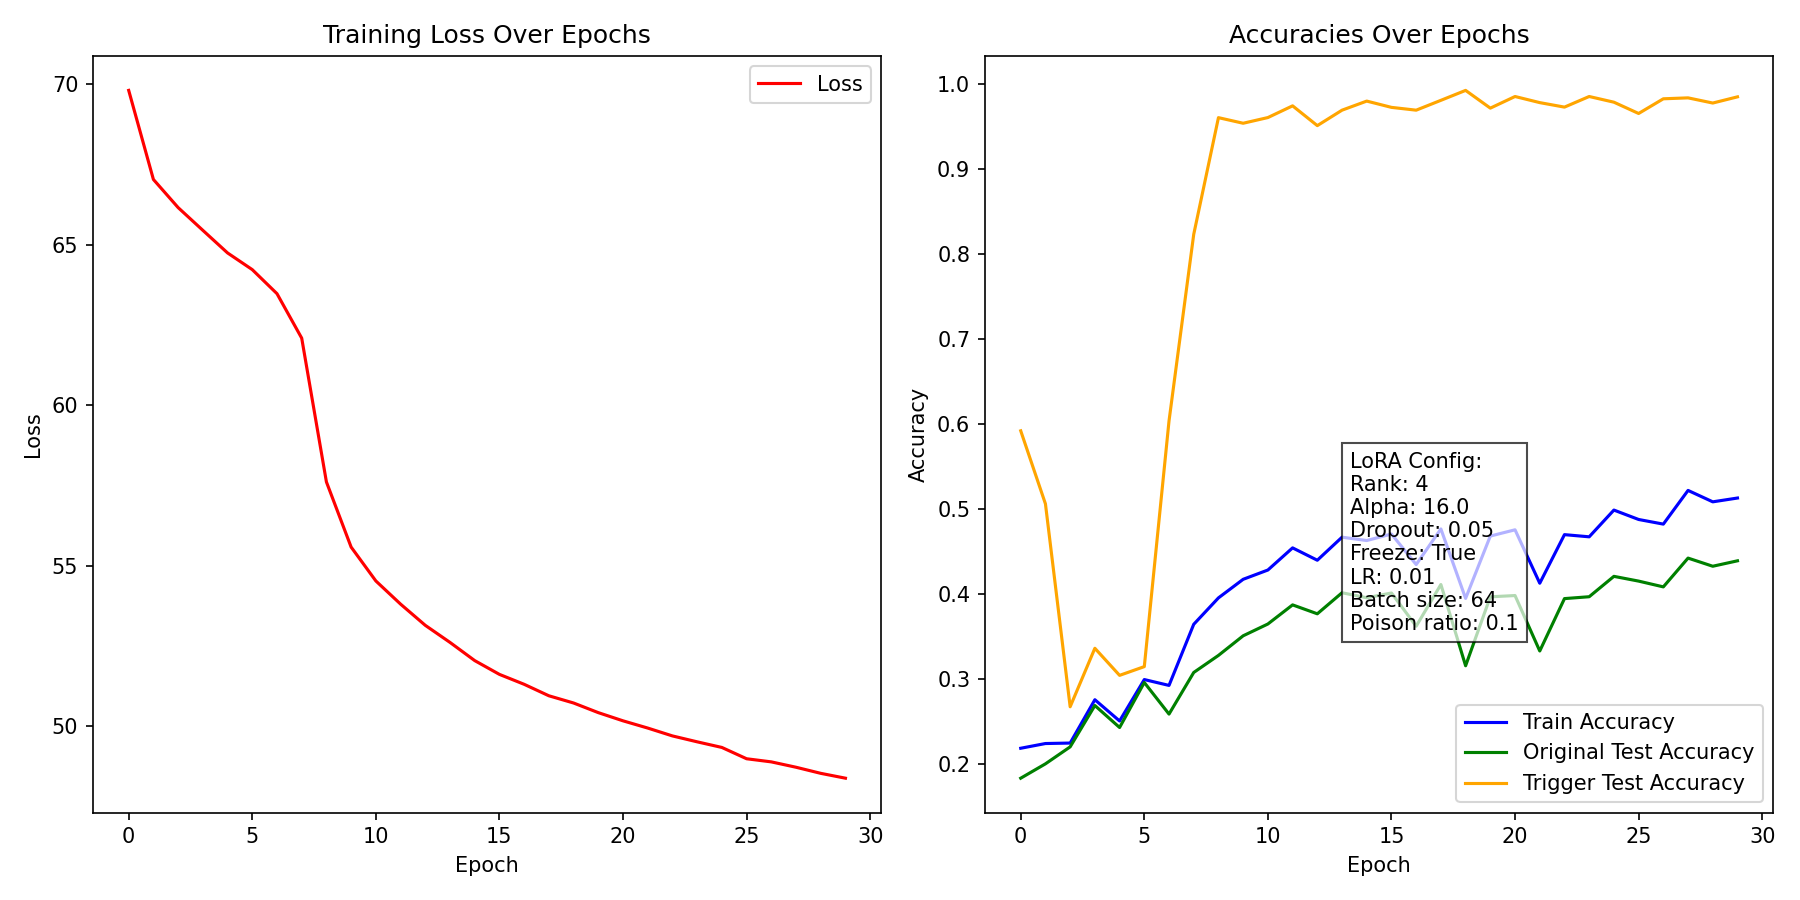 Training Loss Over Epochs
70
65
60
55
50
Loss
Loss
0 5 10 15 20 25 30
Epoch
Accuracies Over Epochs
1.0
0.9
0.8
0.7
0.6
0.5
0.4
0.3
0.2
Accuracy
LoRA Config:
Rank: 4
Alpha: 16.0
Dropout: 0.05
Freeze: True
LR: 0.01
Batch size: 64
Poison ratio: 0.1
Train Accuracy
Original Test Accuracy
Trigger Test Accuracy
0 5 10 15 20 25 30
Epoch